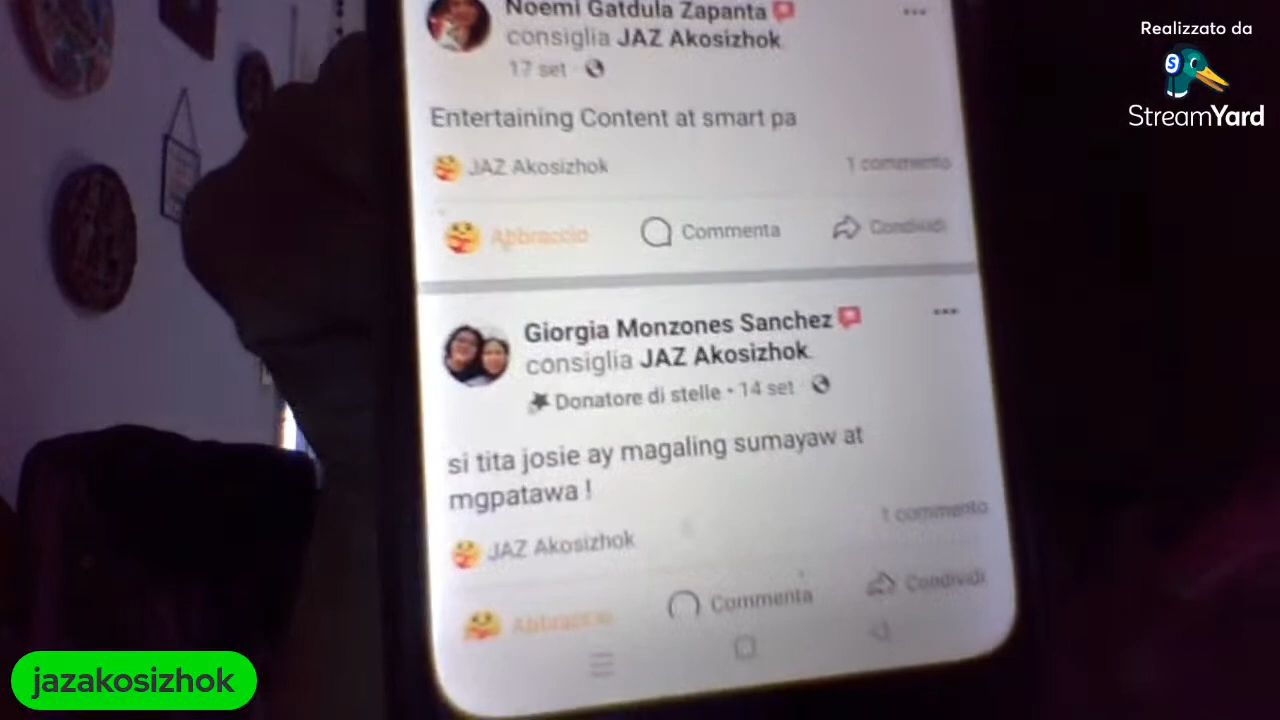 Realizzato da
StreamYard
Noemi Gatdula Zapanta
consiglia JAZ Akosizhok
17 set
Entertaining Content at smart pa
JAZ Akosizhok 1 commento
Abbraccio Commenta Condividi
Giorgia Monzones Sanchez
consiglia JAZ Akosizhok
Donatore di stelle • 14 set
si tita josie ay magaling sumayaw at
mgpatawa !
JAZ Akosizhok 1 commento
Abbraccio Commenta Condividi
jazakosizhok